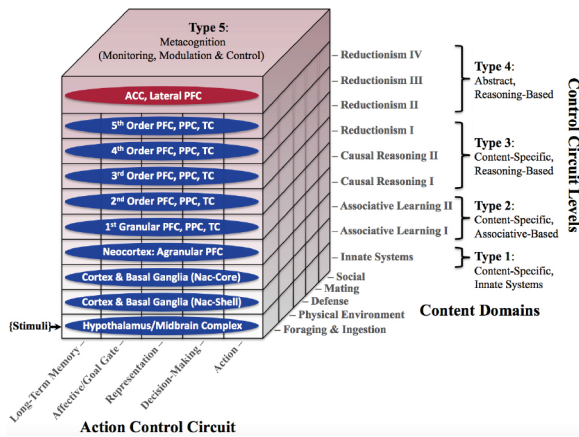 Type 5:
Metacognition
(Monitoring, Modulation & Control)
ACC, Lateral PFC
5th Order PFC, PPC, TC
4th Order PFC, PPC, TC
3rd Order PFC, PPC, TC
2nd Order PFC, PPC, TC
1st Granular PFC, PPC, TC
Neocortex: Agranular PFC
Cortex & Basal Ganglia (Nac-Core)
Cortex & Basal Ganglia (Nac-Shell)
{Stimuli}
Hypothalamus/Midbrain Complex
– Reductionism IV
– Reductionism III
– Reductionism II
– Reductionism I
– Causal Reasoning II
– Causal Reasoning I
– Associative Learning II
– Associative Learning I
– Innate Systems
Type 4:
Abstract,
Reasoning-Based
Type 3:
Content-Specific,
Reasoning-Based
Type 2:
Content-Specific,
Associative-Based
Type 1:
Content-Specific,
Innate Systems
Control Circuit Levels
– Social
– Mating
– Defense
– Physical Environment
– Foraging & Ingestion
Content Domains
Long-Term Memory –
Affective/Goal Gate –
Representation –
Decision-Making –
Action –
Action Control Circuit